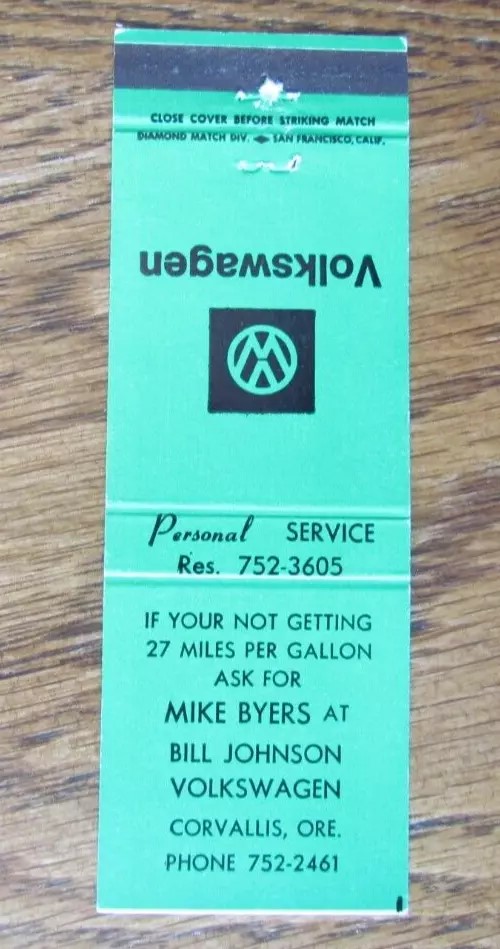 CLOSE COVER BEFORE STRIKING MATCH
DIAMOND MATCH DIV. SAN FRANCISCO, CALIF.
Volkswagen
VW
Personal SERVICE
Res. 752-3605
IF YOUR NOT GETTING
27 MILES PER GALLON
ASK FOR
MIKE BYERS AT
BILL JOHNSON
VOLKSWAGEN
CORVALLIS, ORE.
PHONE 752-2461